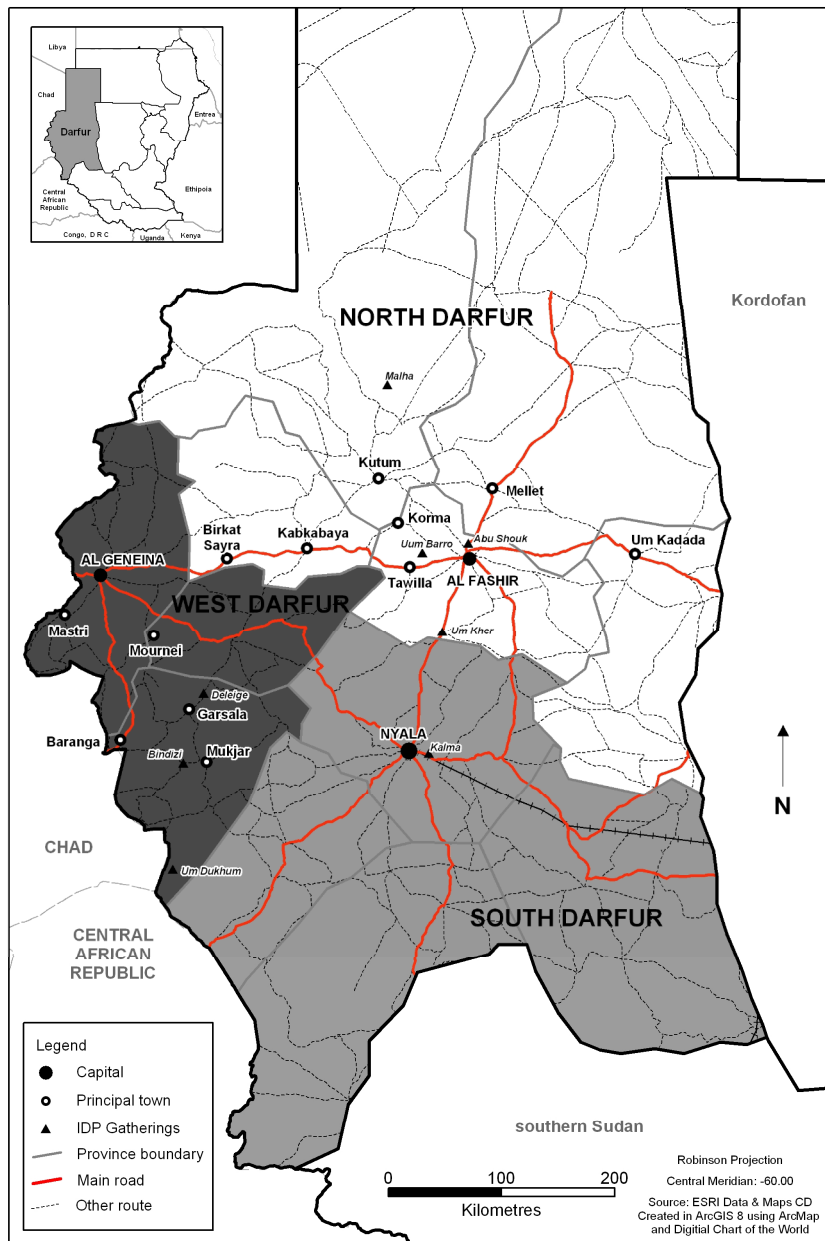 Libya
Chad
Entrea
Darfur
Central
African
Republic
Ethipoia
Congo, D R C
Uganda
Kenya
Kordofan
NORTH DARFUR
Malha
Kutum
Mellet
Korma
Birkat
Sayra
Kabkabaya
Uum Barro
Abu Shouk
Um Kadada
AL GENEINA
Tawilla
AL FASHIR
WEST DARFUR
Mastri
Mournei
Um Kher
Deleige
Garsala
Baranga
NYALA
Kalma
Bindizi
Mukjar
N
CHAD
Um Dukhum
SOUTH DARFUR
CENTRAL
AFRICAN
REPUBLIC
Legend
Capital
Principal town
IDP Gatherings
Province boundary
Main road
Other route
southern Sudan
0 100 200
Kilometres
Robinson Projection
Central Meridian: -60.00
Source: ESRI Data & Maps CD
Created in ArcGIS 8 using ArcMap
and Digitial Chart of the World